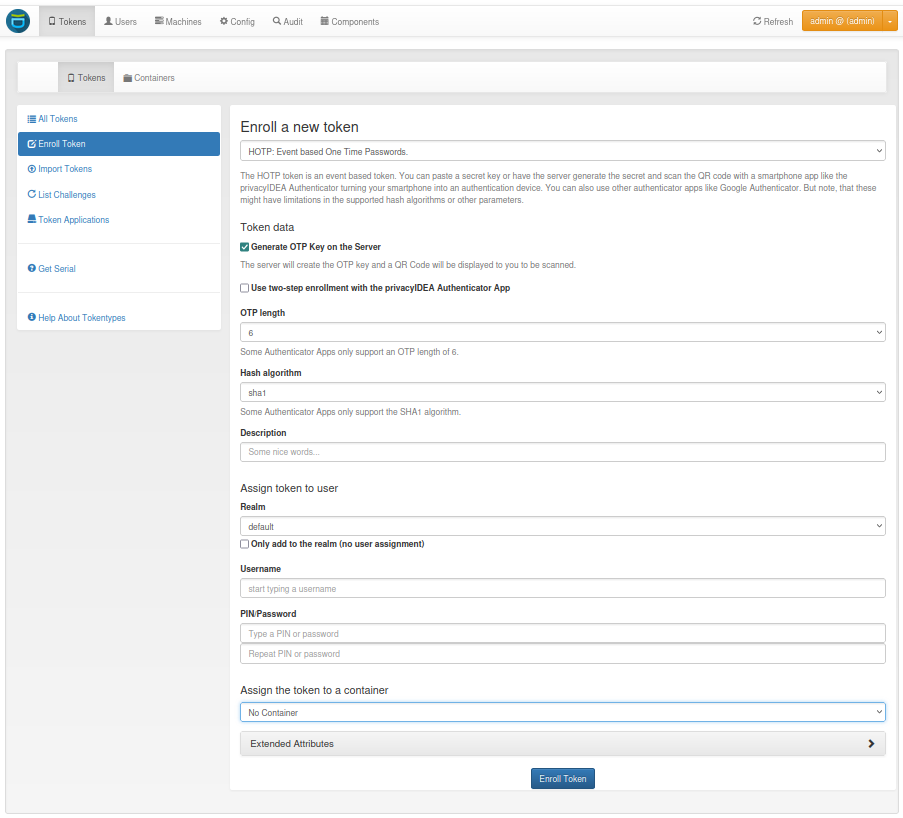 Tokens Users Machines Config Audit Components Refresh admin @ (admin)
Tokens Containers
All Tokens
Enroll Token
Import Tokens
List Challenges
Token Applications
Get Serial
Help About Tokentypes
Enroll a new token
HOTP: Event based One Time Passwords.
The HOTP token is an event based token. You can paste a secret key or have the server generate the secret and scan the QR code with a smartphone app like the
privacyIDEA Authenticator turning your smartphone into an authentication device. You can also use other authenticator apps like Google Authenticator. But note, that these
might have limitations in the supported hash algorithms or other parameters.
Token data
Generate OTP Key on the Server
The server will create the OTP key and a QR Code will be displayed to you to be scanned.
Use two-step enrollment with the privacyIDEA Authenticator App
OTP length
6
Some Authenticator Apps only support an OTP length of 6.
Hash algorithm
sha1
Some Authenticator Apps only support the SHA1 algorithm.
Description
Some nice words...
Assign token to user
Realm
default
Only add to the realm (no user assignment)
Username
start typing a username
PIN/Password
Type a PIN or password
Repeat PIN or password
Assign the token to a container
No Container
Extended Attributes
Enroll Token